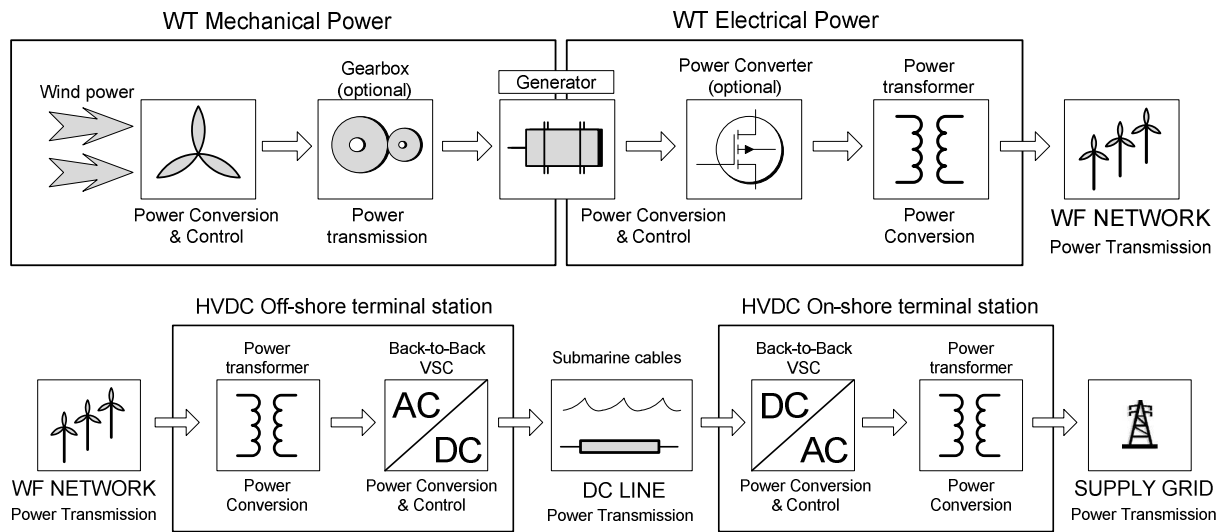 WT Mechanical Power
WT Electrical Power
Wind power
Gearbox
(optional)
Generator
Power Converter
(optional)
Power
transformer
Power Conversion
& Control
Power
transmission
Power Conversion
& Control
Power
Conversion
WF NETWORK
Power Transmission
HVDC Off-shore terminal station
HVDC On-shore terminal station
Power
transformer
Back-to-Back
VSC
Submarine cables
Back-to-Back
VSC
Power
transformer
AC
DC
DC
AC
WF NETWORK
Power Transmission
Power
Conversion
Power Conversion
& Control
DC LINE
Power Transmission
Power Conversion
& Control
Power
Conversion
SUPPLY GRID
Power Transmission